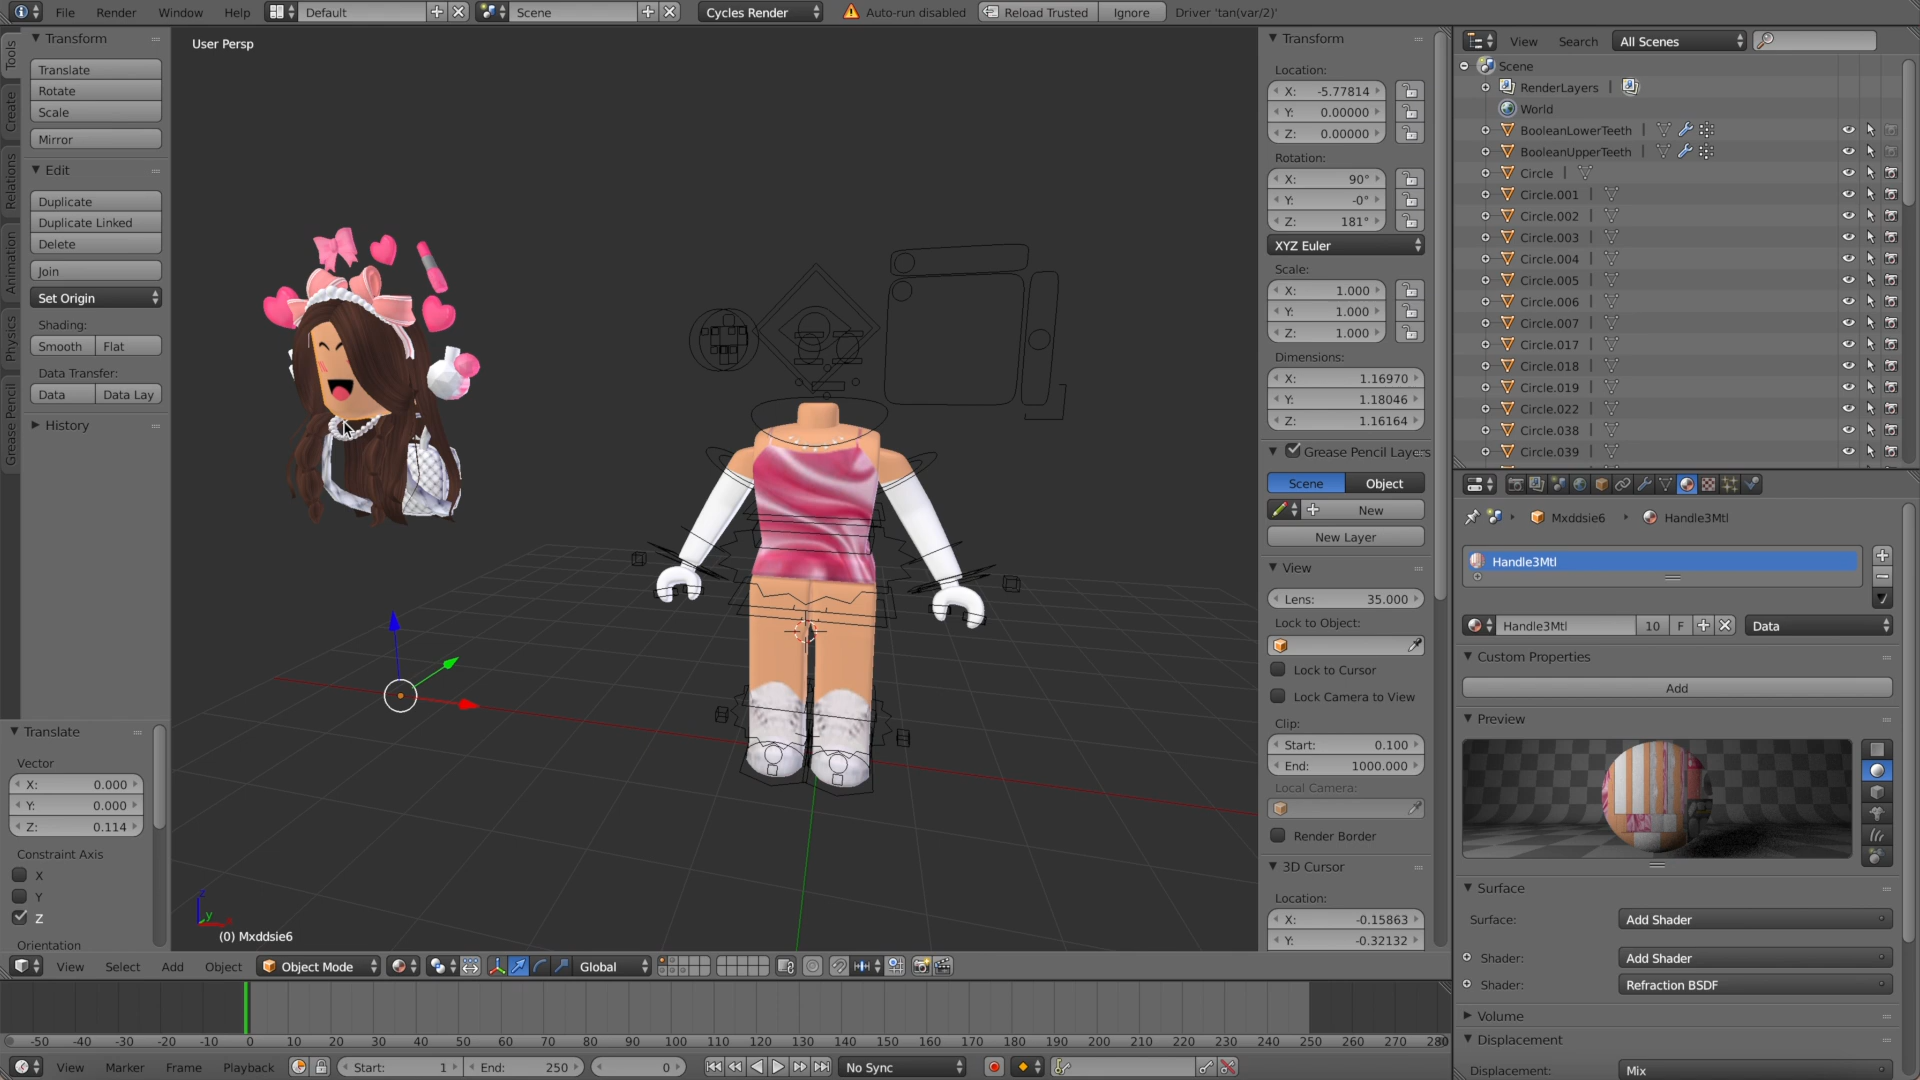 File Render Window Help Default Scene Cycles Render Auto-run disabled Reload Trusted Ignore Driver 'tan(var/2)'
Tools
Create
Relations
Animation
Physics
Grease Pencil
Transform
Translate
Rotate
Scale
Mirror
Edit
Duplicate
Duplicate Linked
Delete
Join
Set Origin
Shading:
Smooth Flat
Data Transfer:
Data Data Lay
History
Translate
Vector
X: 0.000
Y: 0.000
Z: 0.114
Constraint Axis
X
Y
Z
Orientation
User Persp
z
y
(0) Mxddsie6
Transform
Location:
X: -5.77814
Y: 0.00000
Z: 0.00000
Rotation:
X: 90°
Y: -0°
Z: 181°
XYZ Euler
Scale:
X: 1.000
Y: 1.000
Z: 1.000
Dimensions:
X: 1.16970
Y: 1.18046
Z: 1.16164
Grease Pencil Layers
Scene Object
New
New Layer
View
Lens: 35.000
Lock to Object:
Lock to Cursor
Lock Camera to View
Clip:
Start: 0.100
End: 1000.000
Local Camera:
Render Border
3D Cursor
Location:
X: -0.15863
Y: -0.32132
View Search All Scenes
Scene
RenderLayers
World
BooleanLowerTeeth
BooleanUpperTeeth
Circle
Circle.001
Circle.002
Circle.003
Circle.004
Circle.005
Circle.006
Circle.007
Circle.017
Circle.018
Circle.019
Circle.022
Circle.038
Circle.039
Mxddsie6 Handle3Mtl
Handle3Mtl
Handle3Mtl 10 F Data
Custom Properties
Add
Preview
Surface
Surface: Add Shader
Shader: Add Shader
Shader: Refraction BSDF
Volume
Displacement
Displacement: Mix
View Select Add Object Object Mode Global
-50 -40 -30 -20 -10 0 10 20 30 40 50 60 70 80 90 100 110 120 130 140 150 160 170 180 190 200 210 220 230 240 250 260 270 280
View Marker Frame Playback Start: 1 End: 250 0 No Sync